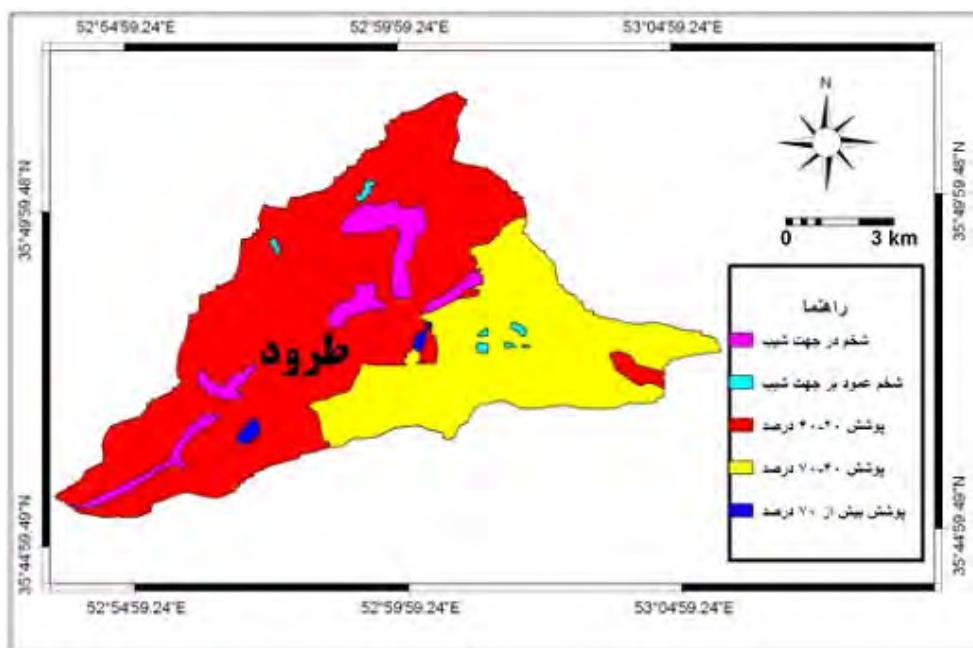 52°54'59.24"E 52°59'59.24"E 53°04'59.24"E
N
35°49'59.48"N
35°49'59.48"N
0 3 km
راهنما
شخم در جهت شیب
شخم عمود بر جهت شیب
پوشش ۲۰-۴۰ درصد
پوشش ۴۰-۷۰ درصد
پوشش بیش از ۷۰ درصد
طرود
35°44'59.49"N
35°44'59.49"N
52°54'59.24"E 52°59'59.24"E 53°04'59.24"E